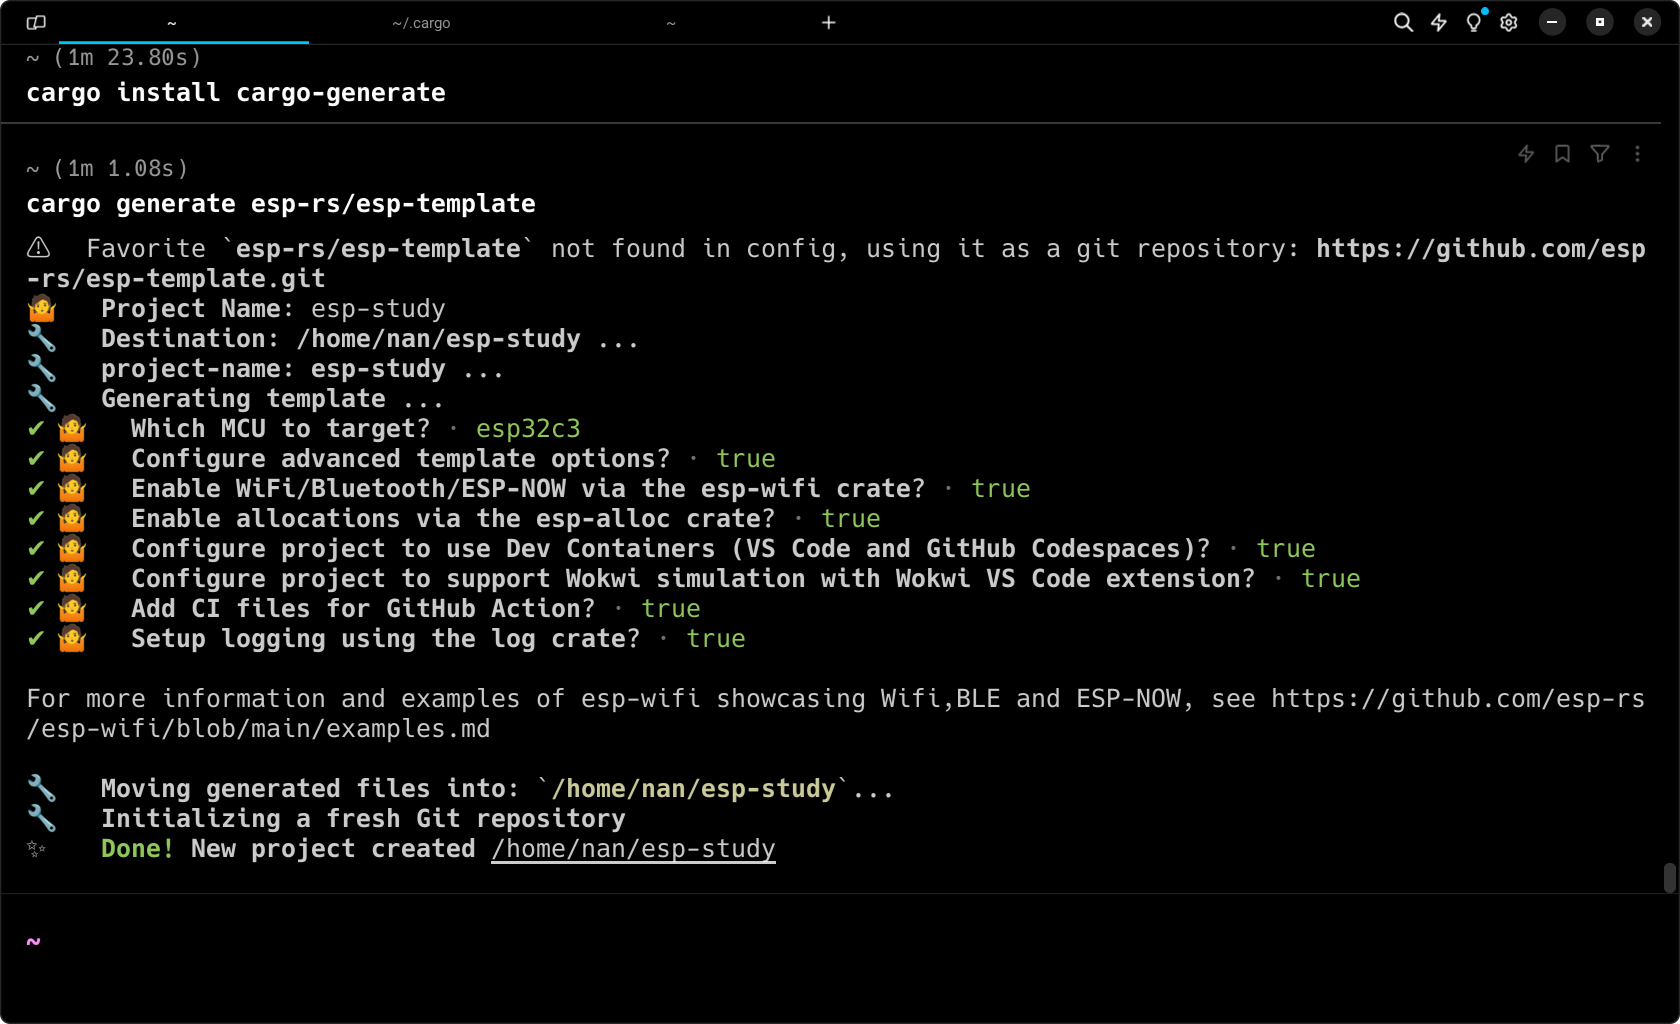 ~
~/.cargo
~
~ (1m 23.80s)
cargo install cargo-generate
~ (1m 1.08s)
cargo generate esp-rs/esp-template
⚠ Favorite `esp-rs/esp-template` not found in config, using it as a git repository: https://github.com/esp
-rs/esp-template.git
🤷 Project Name: esp-study
🔧 Destination: /home/nan/esp-study ...
🔧 project-name: esp-study ...
🔧 Generating template ...
✔ 🤷 Which MCU to target? · esp32c3
✔ 🤷 Configure advanced template options? · true
✔ 🤷 Enable WiFi/Bluetooth/ESP-NOW via the esp-wifi crate? · true
✔ 🤷 Enable allocations via the esp-alloc crate? · true
✔ 🤷 Configure project to use Dev Containers (VS Code and GitHub Codespaces)? · true
✔ 🤷 Configure project to support Wokwi simulation with Wokwi VS Code extension? · true
✔ 🤷 Add CI files for GitHub Action? · true
✔ 🤷 Setup logging using the log crate? · true
For more information and examples of esp-wifi showcasing Wifi,BLE and ESP-NOW, see https://github.com/esp-rs
/esp-wifi/blob/main/examples.md
🔧 Moving generated files into: `/home/nan/esp-study`...
🔧 Initializing a fresh Git repository
✨ Done! New project created /home/nan/esp-study
~